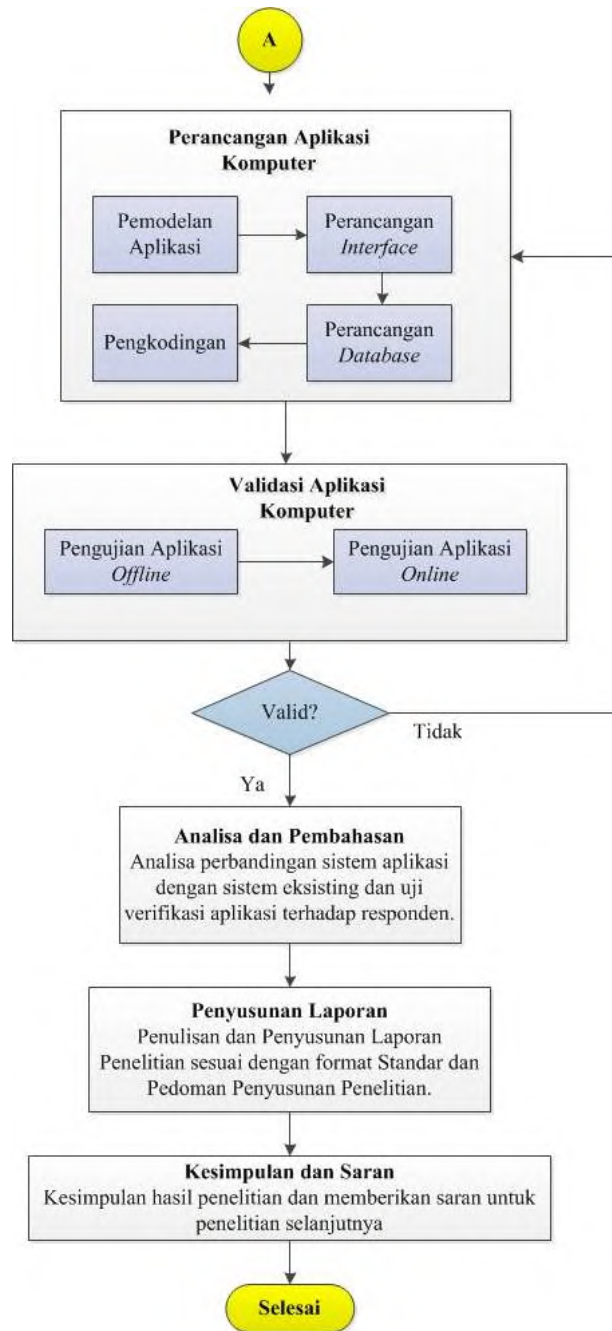 A
Perancangan Aplikasi
Komputer
Pemodelan
Aplikasi
Perancangan
Interface
Pengkodingan
Perancangan
Database
Validasi Aplikasi
Komputer
Pengujian Aplikasi
Offline
Pengujian Aplikasi
Online
Valid?
Tidak
Ya
Analisa dan Pembahasan
Analisa perbandingan sistem aplikasi
dengan sistem eksisting dan uji
verifikasi aplikasi terhadap responden.
Penyusunan Laporan
Penulisan dan Penyusunan Laporan
Penelitian sesuai dengan format Standar dan
Pedoman Penyusunan Penelitian.
Kesimpulan dan Saran
Kesimpulan hasil penelitian dan memberikan saran untuk
penelitian selanjutnya
Selesai